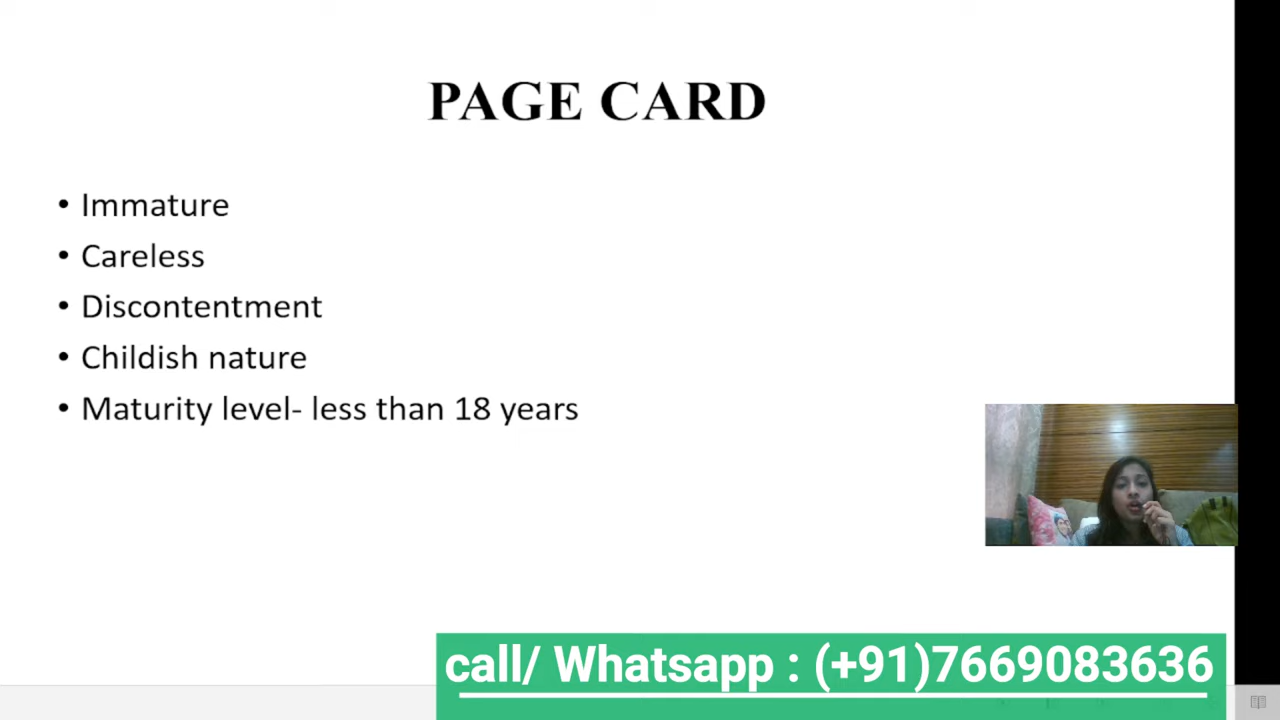 PAGE CARD
• Immature
• Careless
• Discontentment
• Childish nature
• Maturity level- less than 18 years
call/ Whatsapp : (+91)7669083636